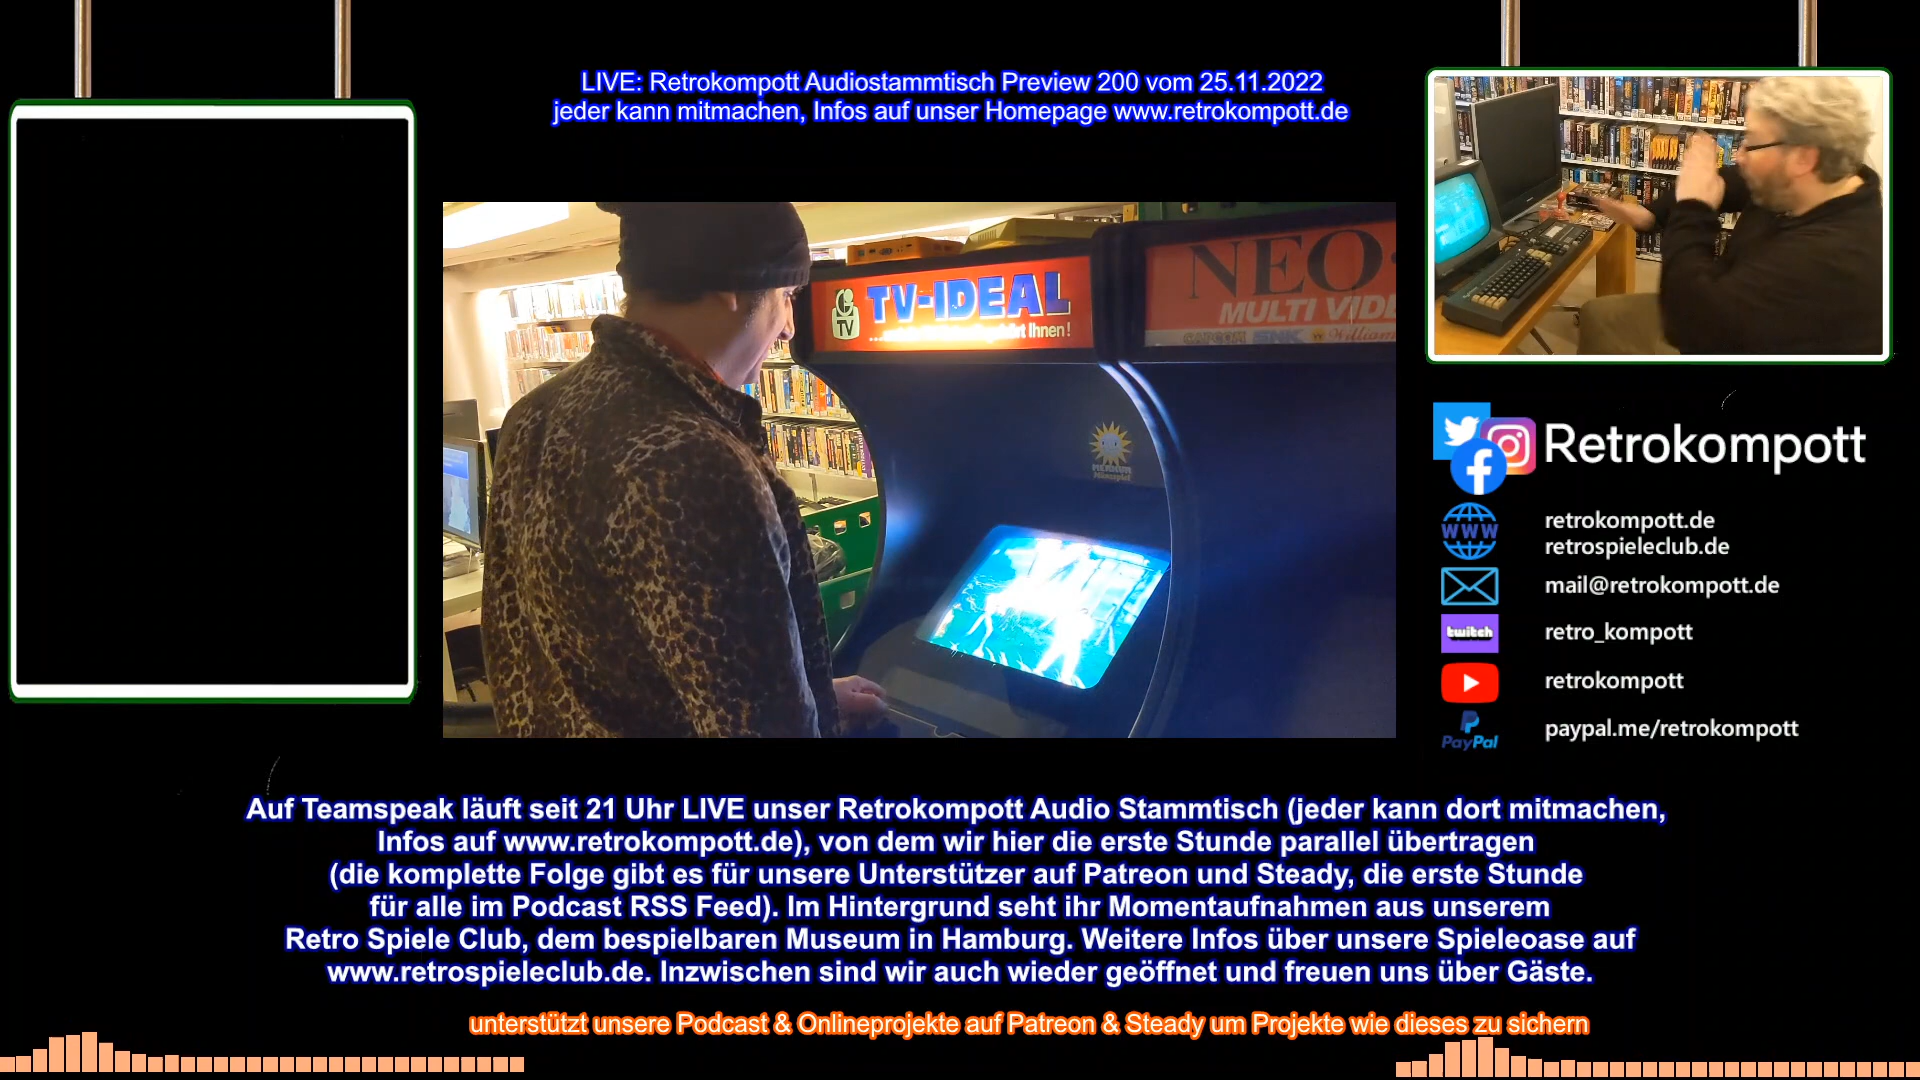 LIVE: Retrokompott Audiostammtisch Preview 200 vom 25.11.2022
jeder kann mitmachen, Infos auf unser Homepage www.retrokompott.de
TV
TV-IDEAL
Ihnen!
NEO
MULTI VIDE
CAPCOM SNK Williams
MERKUR
Retrokompott
www
retrokompott.de
retrospieleclub.de
mail@retrokompott.de
twitch
retro_kompott
retrokompott
PayPal
paypal.me/retrokompott
Auf Teamspeak läuft seit 21 Uhr LIVE unser Retrokompott Audio Stammtisch (jeder kann dort mitmachen,
Infos auf www.retrokompott.de), von dem wir hier die erste Stunde parallel übertragen
(die komplette Folge gibt es für unsere Unterstützer auf Patreon und Steady, die erste Stunde
für alle im Podcast RSS Feed). Im Hintergrund seht ihr Momentaufnahmen aus unserem
Retro Spiele Club, dem bespielbaren Museum in Hamburg. Weitere Infos über unsere Spieleoase auf
www.retrospieleclub.de. Inzwischen sind wir auch wieder geöffnet und freuen uns über Gäste.
unterstützt unsere Podcast & Onlineprojekte auf Patreon & Steady um Projekte wie dieses zu sichern